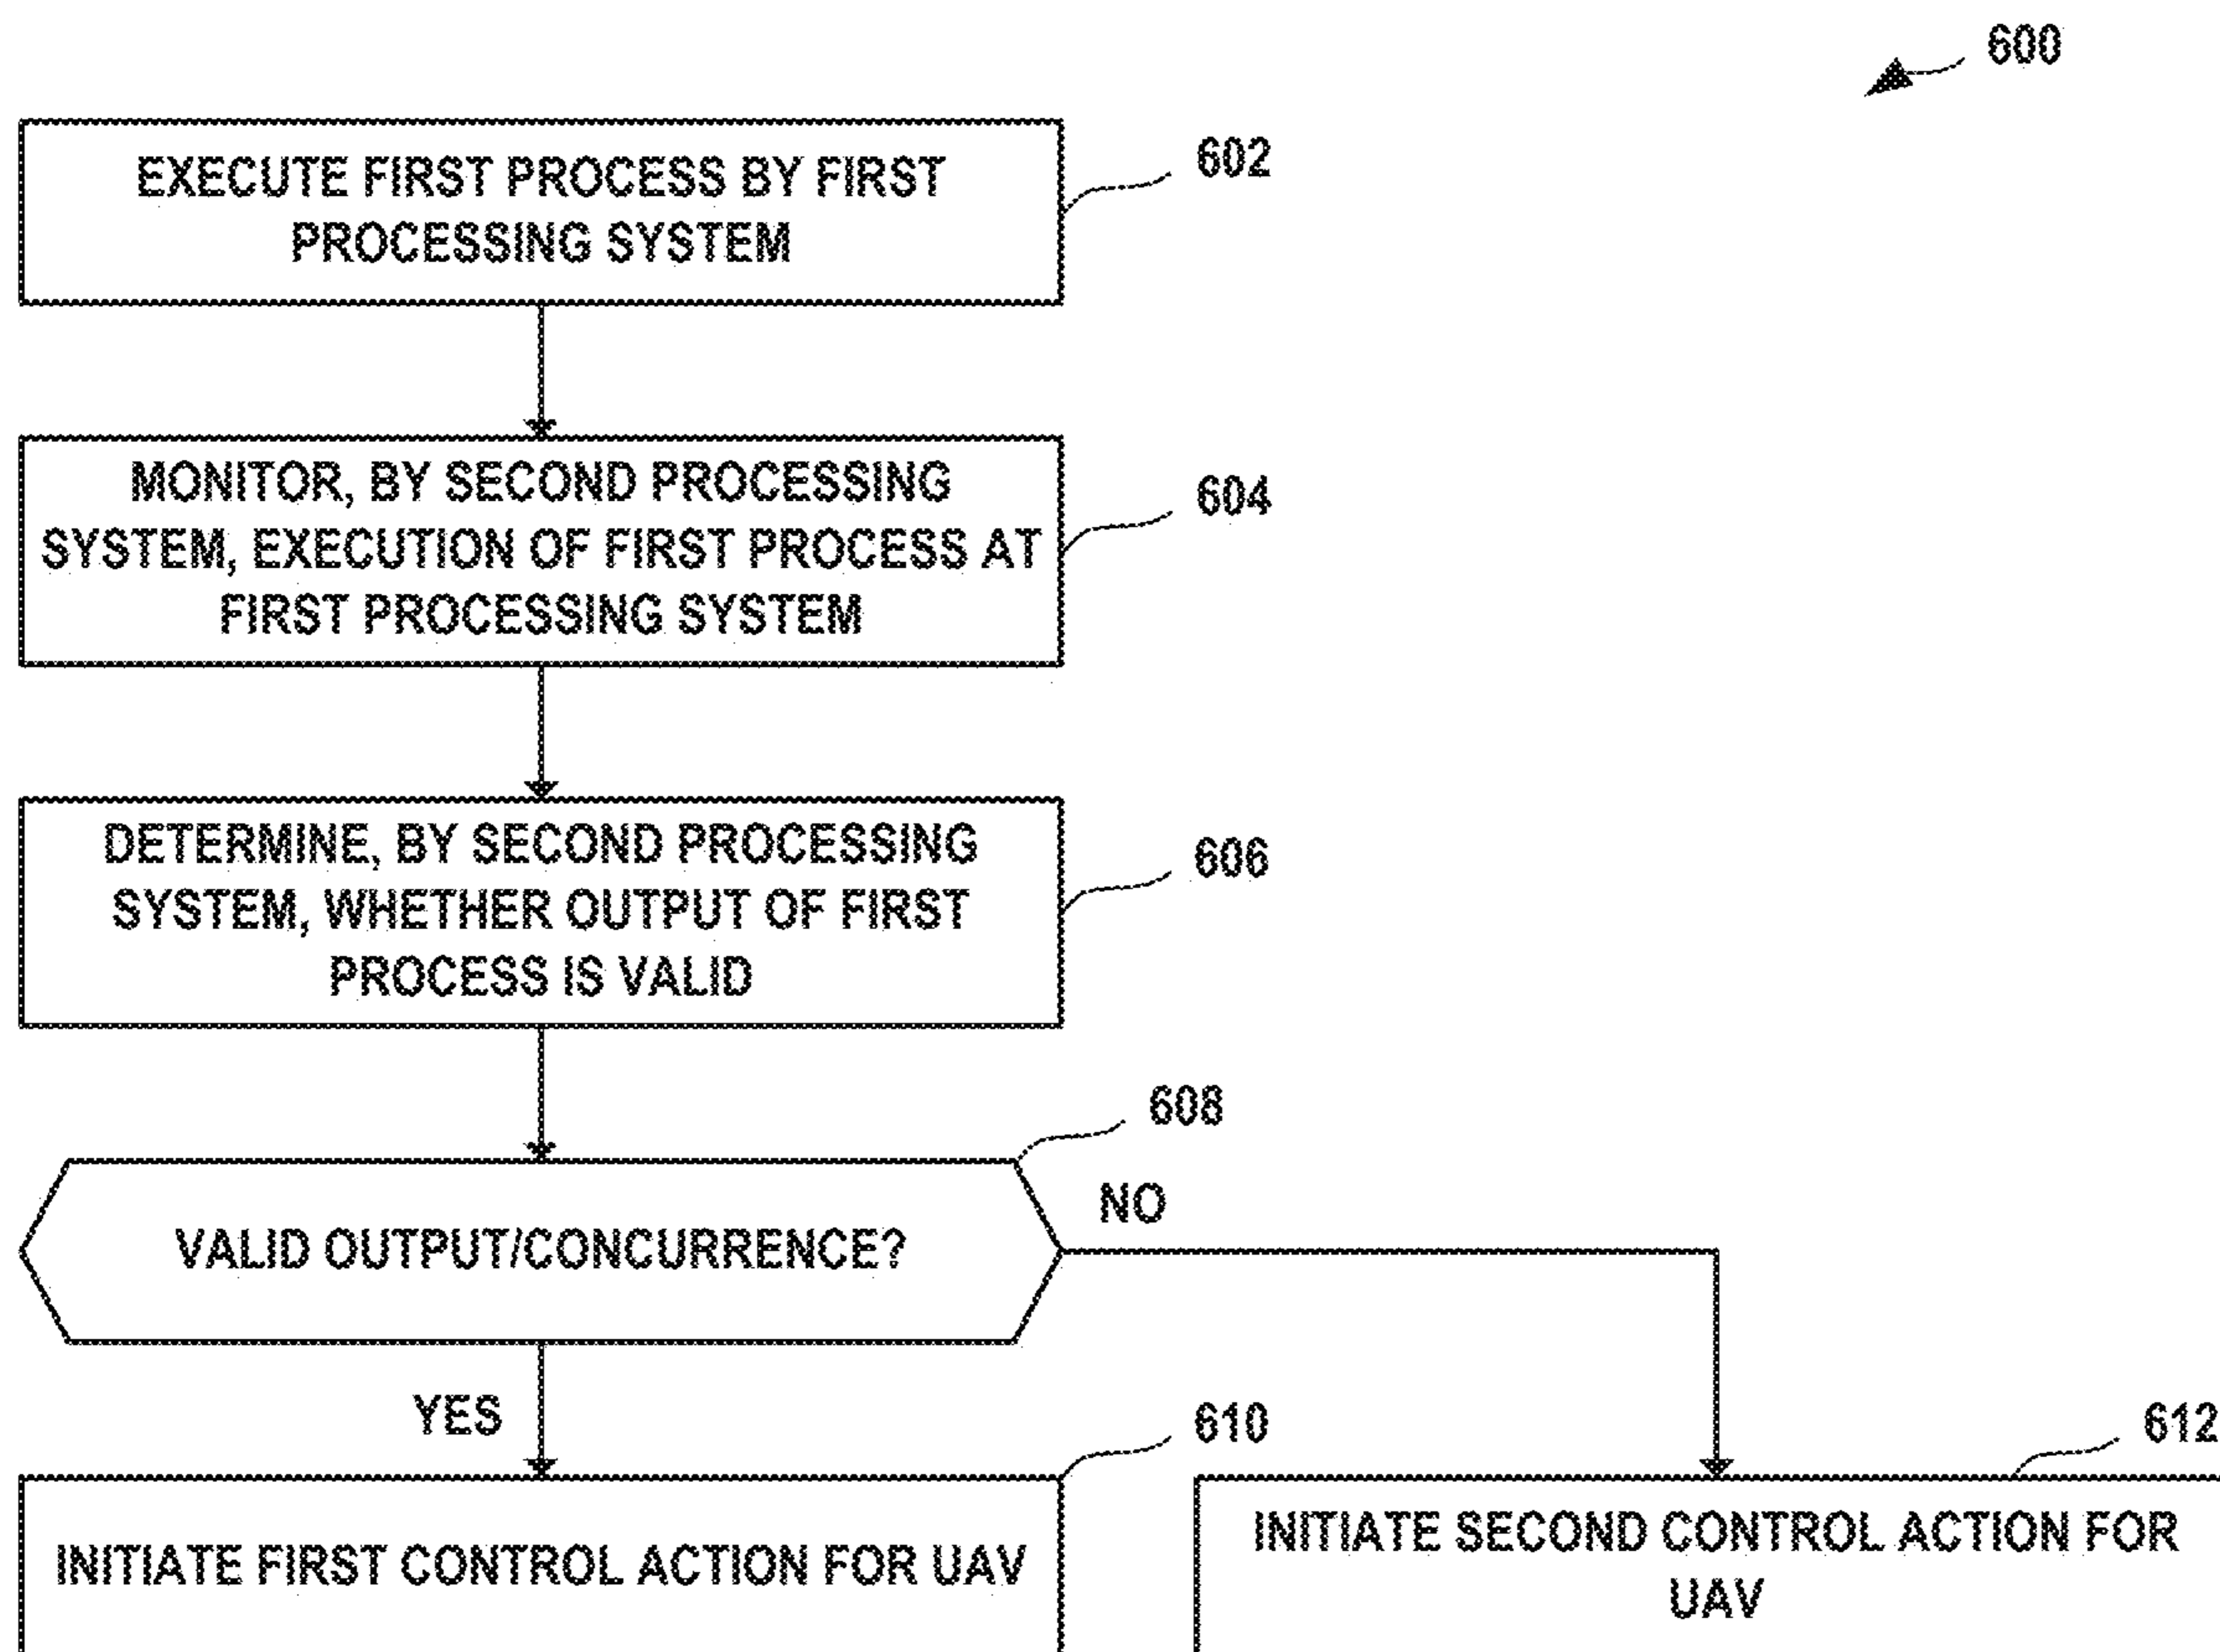 600
EXECUTE FIRST PROCESS BY FIRST
PROCESSING SYSTEM
602
MONITOR, BY SECOND PROCESSING
SYSTEM, EXECUTION OF FIRST PROCESS AT
FIRST PROCESSING SYSTEM
604
DETERMINE, BY SECOND PROCESSING
SYSTEM, WHETHER OUTPUT OF FIRST
PROCESS IS VALID
606
608
VALID OUTPUT/CONCURRENCE?
NO
YES
610
INITIATE FIRST CONTROL ACTION FOR UAV
612
INITIATE SECOND CONTROL ACTION FOR
UAV